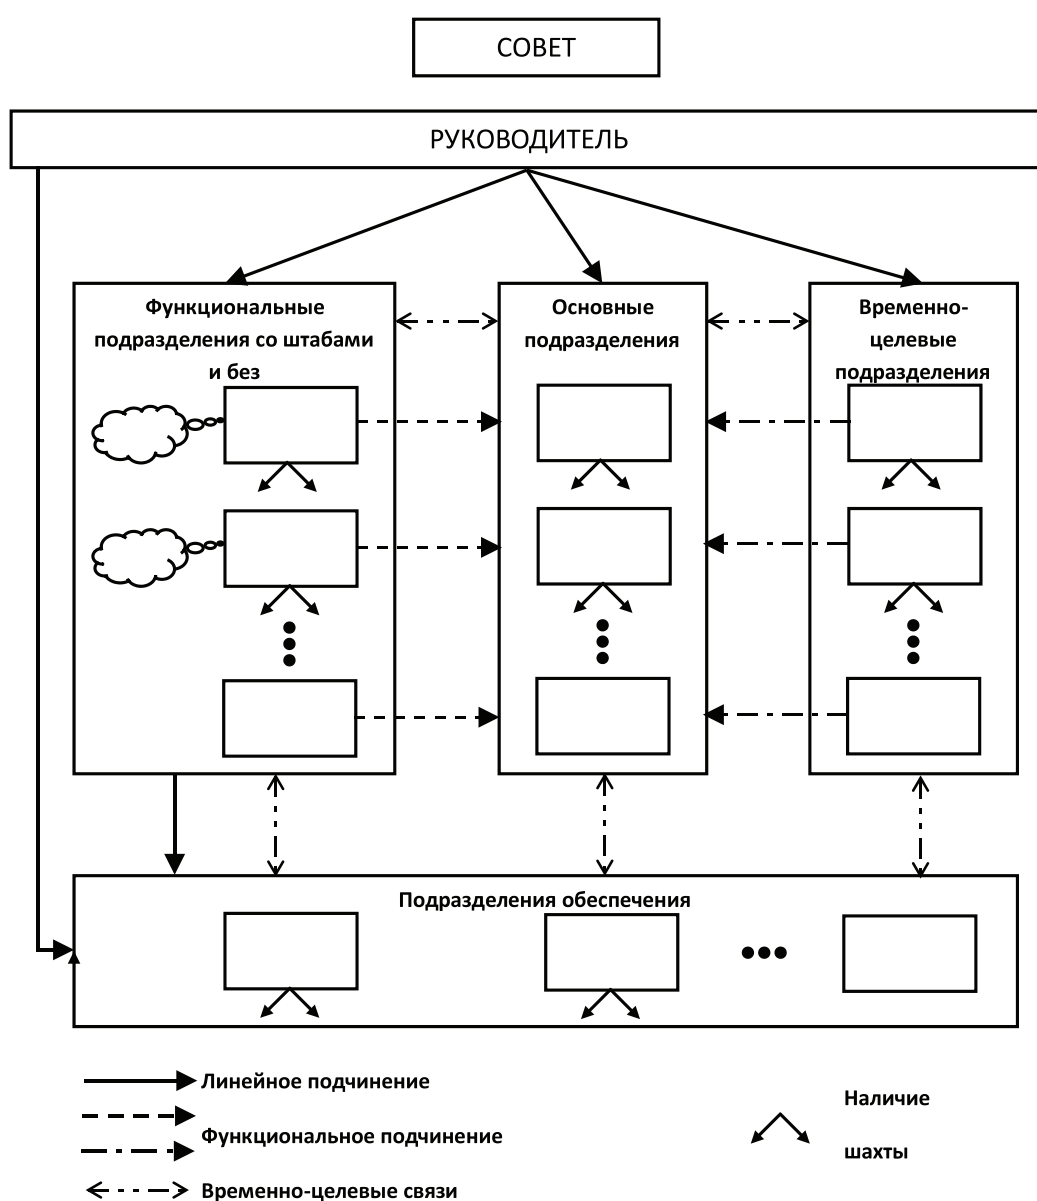 СОВЕТ
РУКОВОДИТЕЛЬ
Функциональные
подразделения со штабами
и без
Основные
подразделения
Временно-
целевые
подразделения
Подразделения обеспечения
Линейное подчинение
Функциональное подчинение
Временно-целевые связи
Наличие
шахты